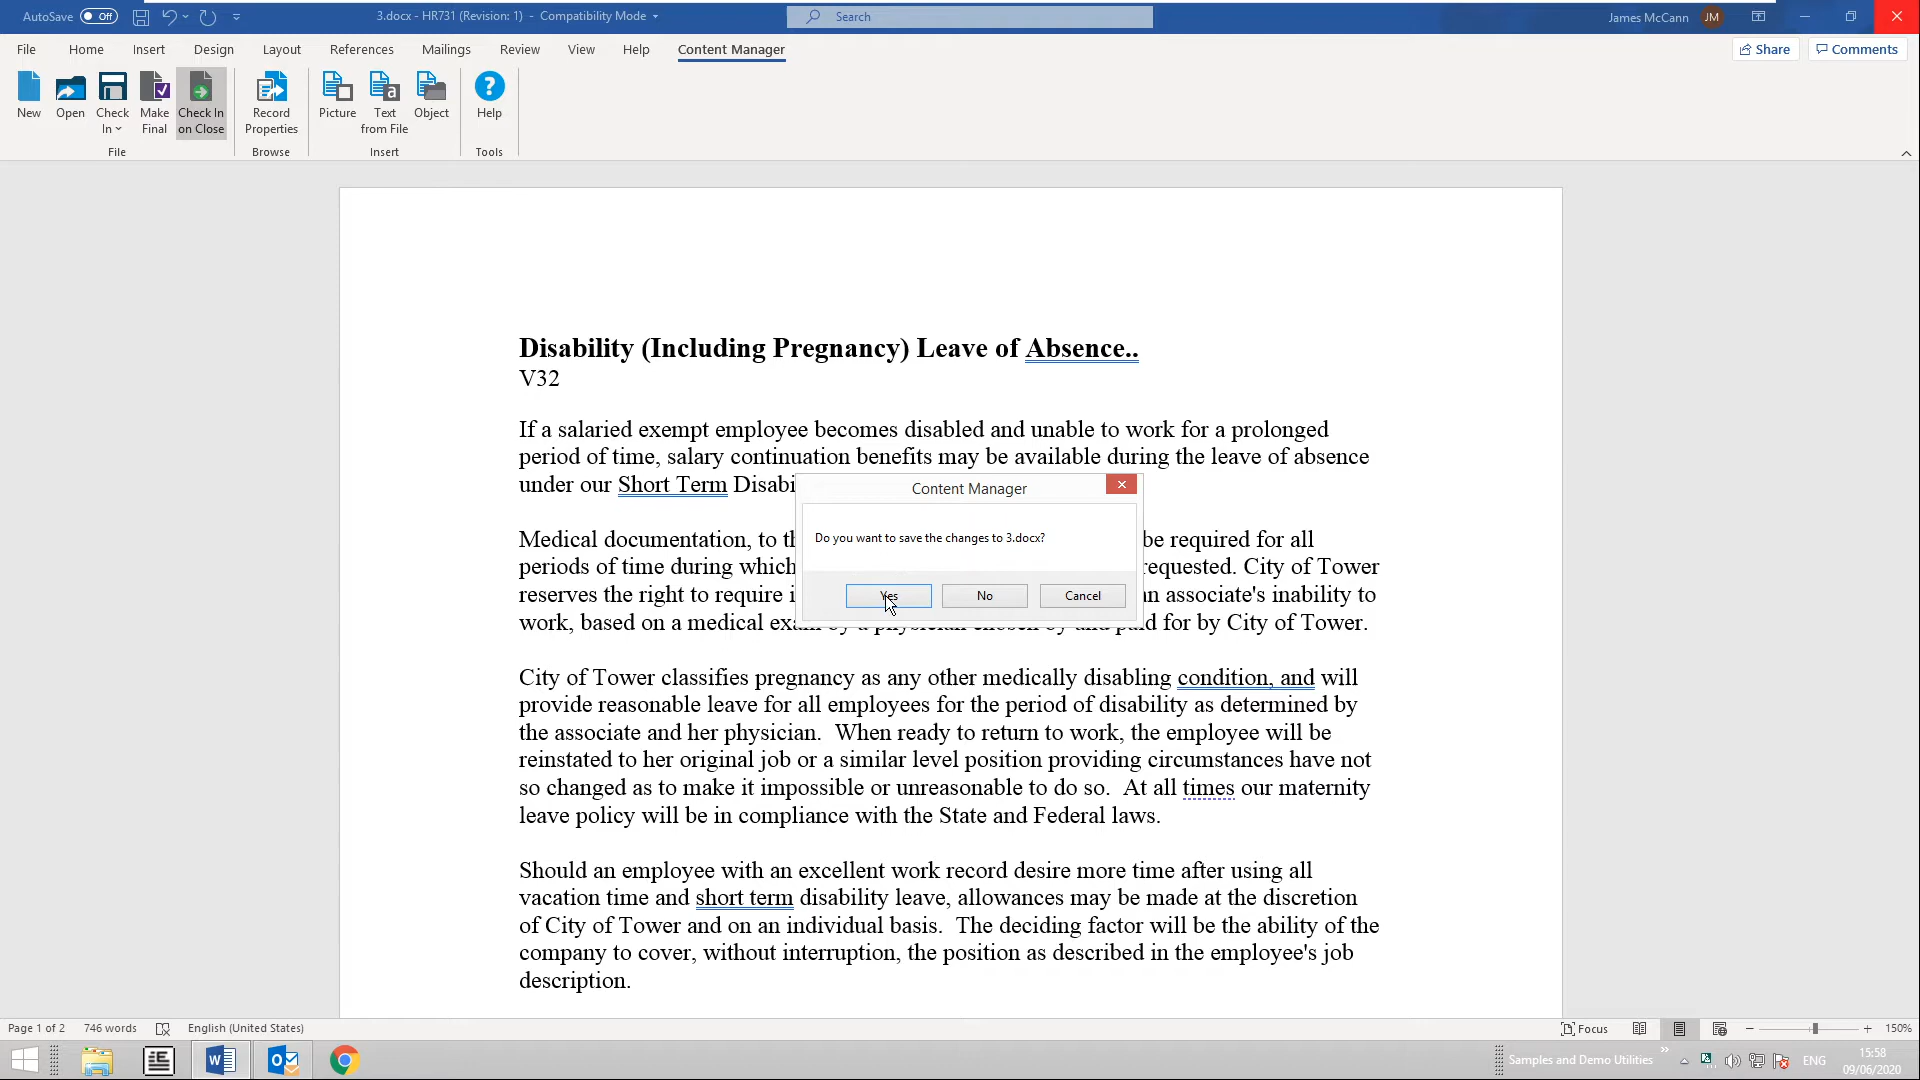 AutoSave Off 3.docx - HR731 (Revision: 1) - Compatibility Mode Search James McCann JM
File Home Insert Design Layout References Mailings Review View Help Content Manager Share Comments
New Open Check In Make Final Check In on Close Record Properties Picture Text from File Object Help
File Browse Insert Tools
Disability (Including Pregnancy) Leave of Absence..
V32
If a salaried exempt employee becomes disabled and unable to work for a prolonged
period of time, salary continuation benefits may be available during the leave of absence
under our Short Term Disabi
Content Manager
Do you want to save the changes to 3.docx?
Yes No Cancel
Medical documentation, to th be required for all
periods of time during which requested. City of Tower
reserves the right to require i an associate's inability to
work, based on a medical exam by a physician chosen by and paid for by City of Tower.
City of Tower classifies pregnancy as any other medically disabling condition, and will
provide reasonable leave for all employees for the period of disability as determined by
the associate and her physician. When ready to return to work, the employee will be
reinstated to her original job or a similar level position providing circumstances have not
so changed as to make it impossible or unreasonable to do so. At all times our maternity
leave policy will be in compliance with the State and Federal laws.
Should an employee with an excellent work record desire more time after using all
vacation time and short term disability leave, allowances may be made at the discretion
of City of Tower and on an individual basis. The deciding factor will be the ability of the
company to cover, without interruption, the position as described in the employee's job
description.
Page 1 of 2 746 words English (United States) Focus 150%
Samples and Demo Utilities ENG 15:58
09/06/2020